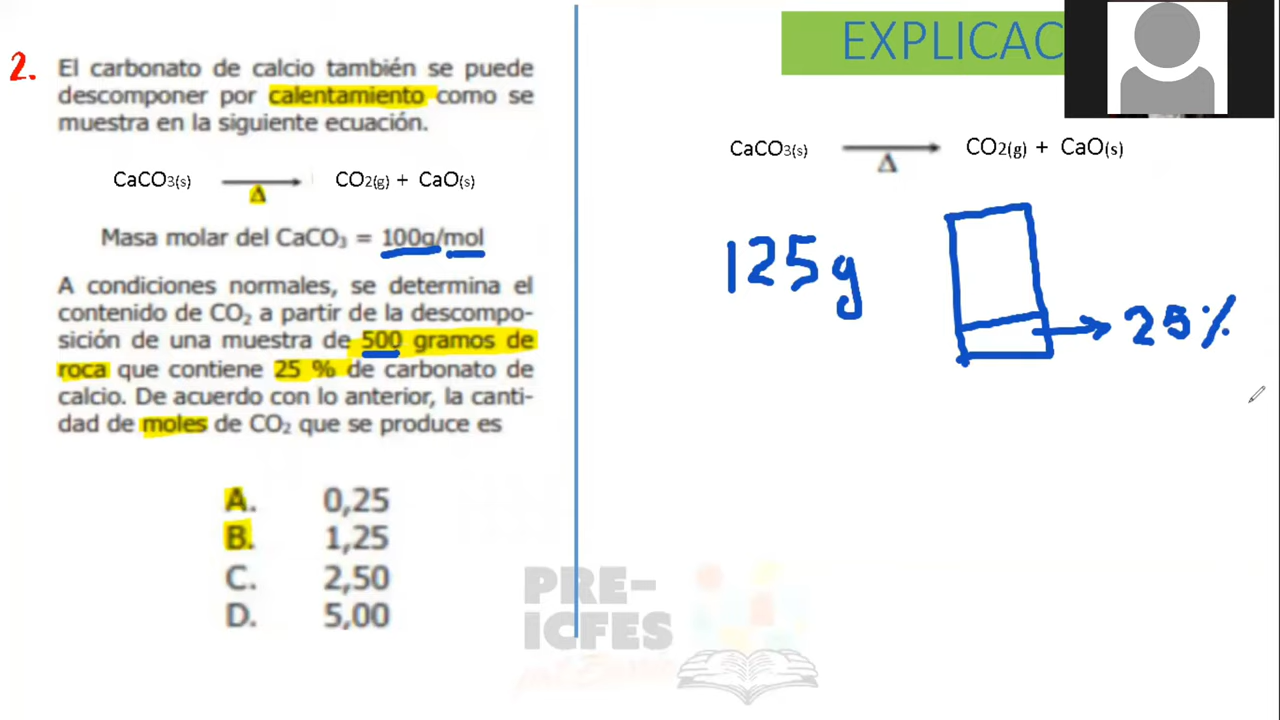 2.
El carbonato de calcio también se puede
descomponer por calentamiento como se
muestra en la siguiente ecuación.
CaCO3(s) → CO2(g) + CaO(s)
Δ
Masa molar del CaCO₃ = 100g/mol
A condiciones normales, se determina el
contenido de CO₂ a partir de la descompo-
sición de una muestra de 500 gramos de
roca que contiene 25 % de carbonato de
calcio. De acuerdo con lo anterior, la canti-
dad de moles de CO₂ que se produce es
A. 0,25
B. 1,25
C. 2,50
D. 5,00
EXPLICAC
CaCO3(s) → CO2(g) + CaO(s)
Δ
125g
25%
PRE-
ICFES